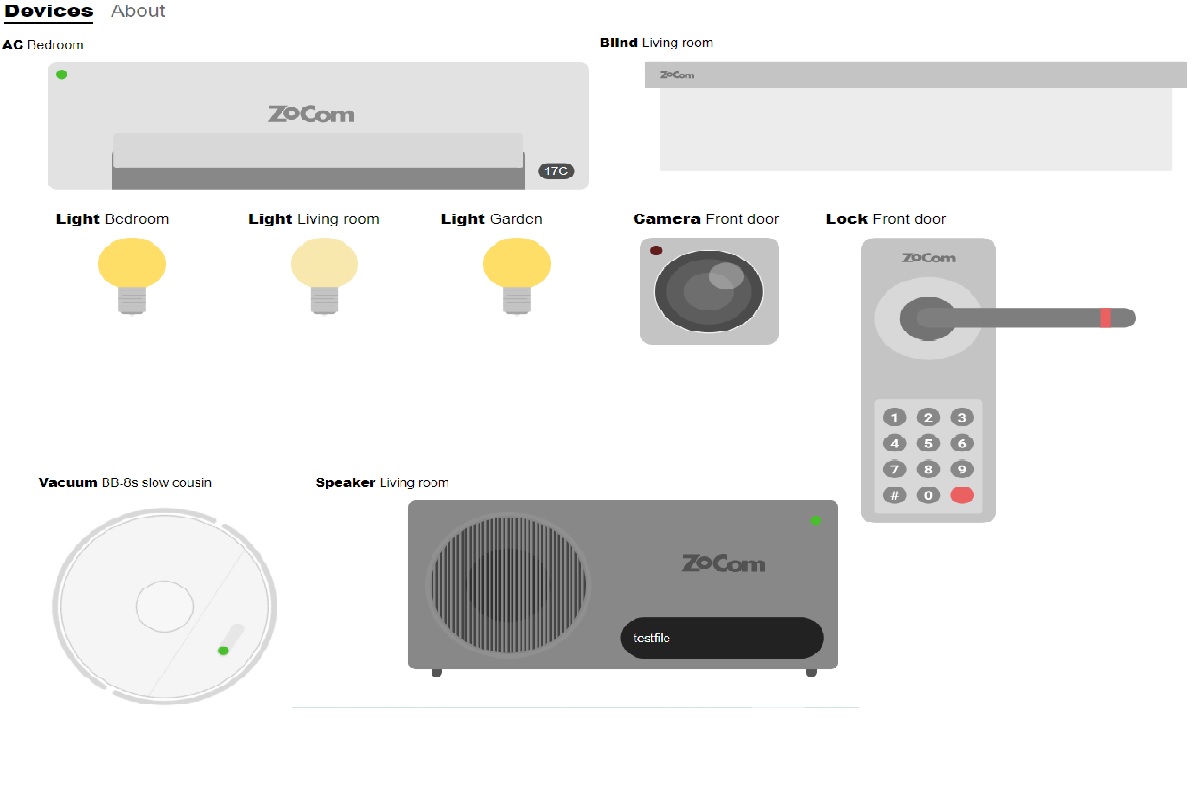 Devices About
AC Bedroom
Blind Living room
ZoCom
ZoCom
17C
Light Bedroom
Light Living room
Light Garden
Camera Front door
Lock Front door
ZoCom
1 2 3
4 5 6
7 8 9
# 0
Vacuum BB-8s slow cousin
Speaker Living room
ZoCom
testfile